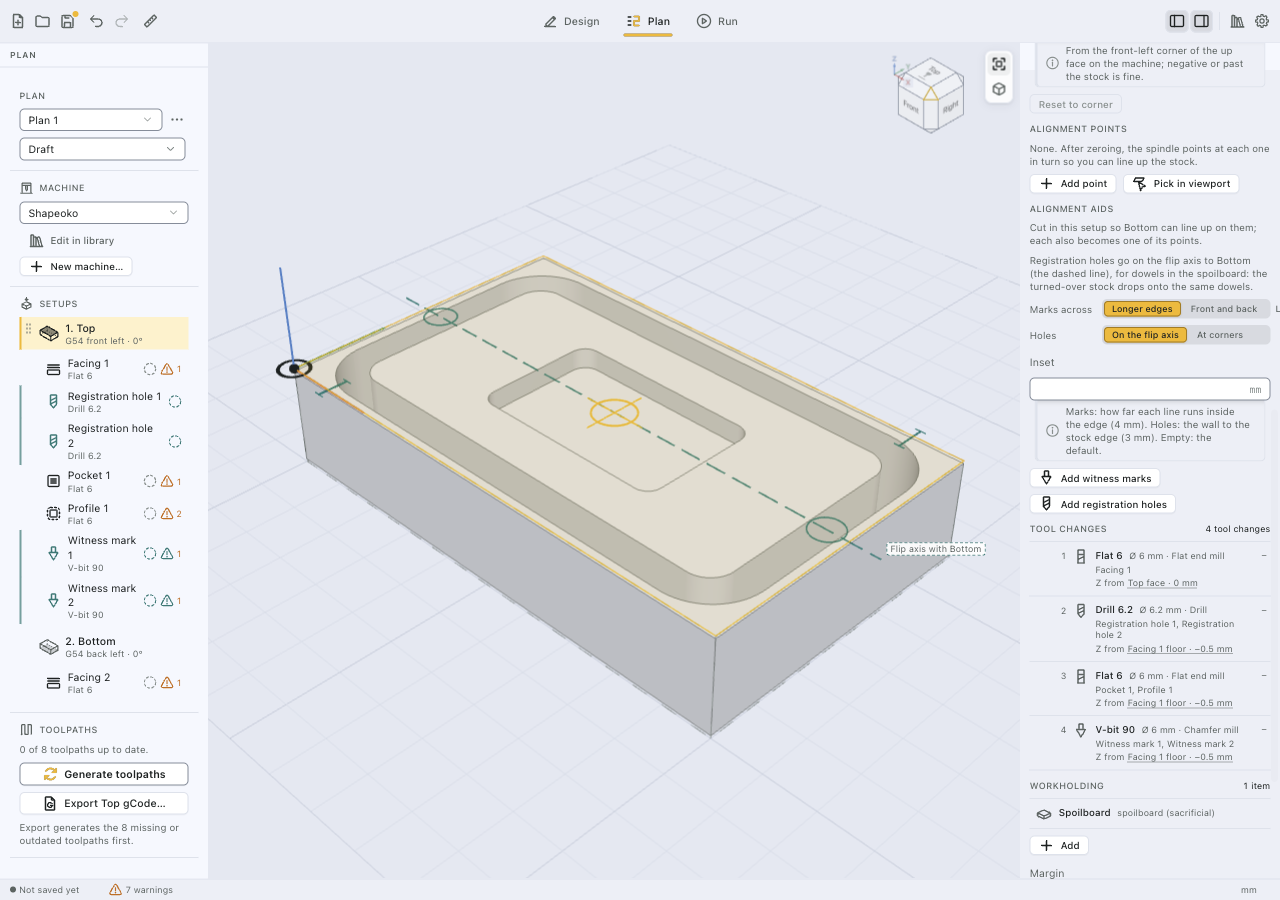 Design
Plan
Run
PLAN
PLAN
Plan 1
Draft
MACHINE
Shapeoko
Edit in library
New machine...
SETUPS
1. Top
G54 front left · 0°
Facing 1
Flat 6
1
Registration hole 1
Drill 6.2
Registration hole
2
Drill 6.2
Pocket 1
Flat 6
1
Profile 1
Flat 6
2
Witness mark
1
V-bit 90
1
Witness mark
2
V-bit 90
1
2. Bottom
G54 back left · 0°
Facing 2
Flat 6
1
TOOLPATHS
0 of 8 toolpaths up to date.
Generate toolpaths
Export Top gCode...
Export generates the 8 missing or
outdated toolpaths first.
Not saved yet
7 warnings
Z
X
Front
Right
Flip axis with Bottom
From the front-left corner of the up
face on the machine; negative or past
the stock is fine.
Reset to corner
ALIGNMENT POINTS
None. After zeroing, the spindle points at each one
in turn so you can line up the stock.
Add point
Pick in viewport
ALIGNMENT AIDS
Cut in this setup so Bottom can line up on them;
each also becomes one of its points.
Registration holes go on the flip axis to Bottom
(the dashed line), for dowels in the spoilboard: the
turned-over stock drops onto the same dowels.
Marks across
Longer edges
Front and back
Holes
On the flip axis
At corners
Inset
mm
Marks: how far each line runs inside
the edge (4 mm). Holes: the wall to the
stock edge (3 mm). Empty: the
default.
Add witness marks
Add registration holes
TOOL CHANGES
4 tool changes
1 Flat 6 Ø 6 mm · Flat end mill –
Facing 1
Z from Top face · 0 mm
2 Drill 6.2 Ø 6.2 mm · Drill –
Registration hole 1, Registration
hole 2
Z from Facing 1 floor · −0.5 mm
3 Flat 6 Ø 6 mm · Flat end mill –
Pocket 1, Profile 1
Z from Facing 1 floor · −0.5 mm
4 V-bit 90 Ø 6 mm · Chamfer mill –
Witness mark 1, Witness mark 2
Z from Facing 1 floor · −0.5 mm
WORKHOLDING
1 item
Spoilboard spoilboard (sacrificial)
Add
Margin
mm